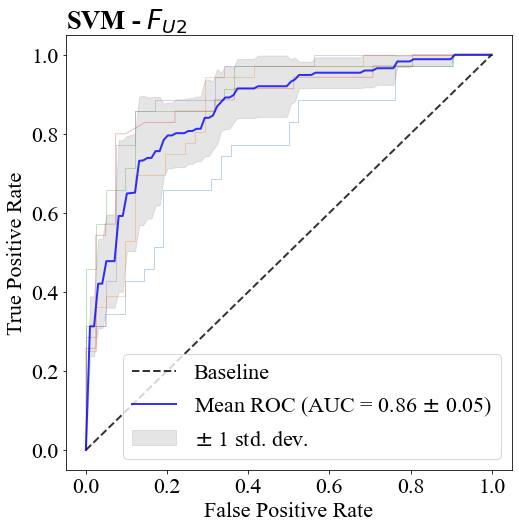 SVM - F_{U2}
1.0
0.8
0.6
0.4
0.2
0.0
True Positive Rate
Baseline
Mean ROC (AUC = 0.86 ± 0.05)
± 1 std. dev.
0.0 0.2 0.4 0.6 0.8 1.0
False Positive Rate